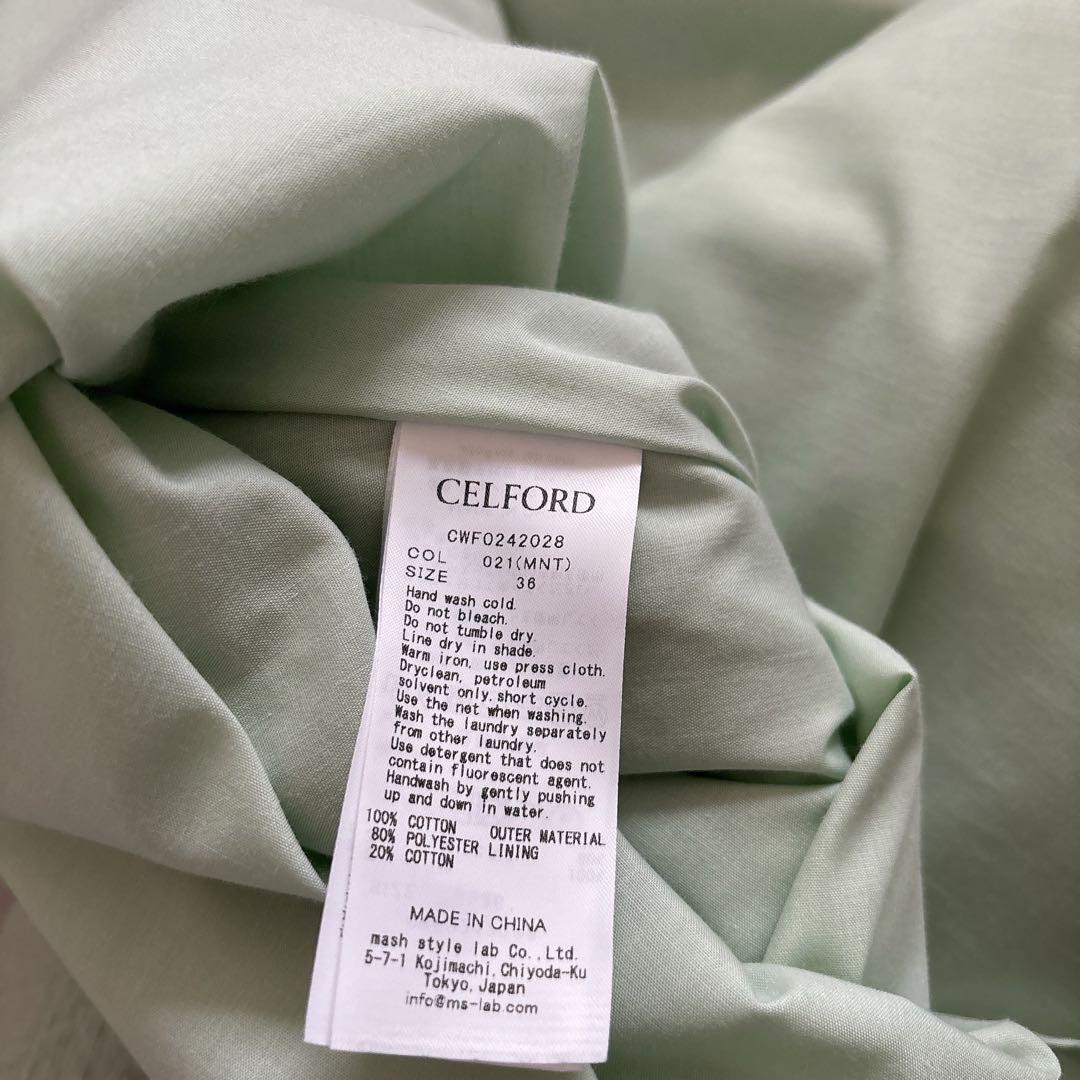 CELFORD
CWF0242028
COL 021(MNT)
SIZE 36
Hand wash cold.
Do not bleach.
Do not tumble dry.
Line dry in shade.
Warm iron, use press cloth.
Dryclean, petroleum
solvent only.short cycle.
Use the net when washing.
Wash the laundry separately
from other laundry.
Use detergent that does not
contain fluorescent agent.
Handwash by gently pushing
up and down in water.
100% COTTON OUTER MATERIAL
80% POLYESTER LINING
20% COTTON
MADE IN CHINA
mash style lab Co.,Ltd.
5-7-1 Kojimachi,Chiyoda-Ku
Tokyo,Japan
info@ms-lab.com